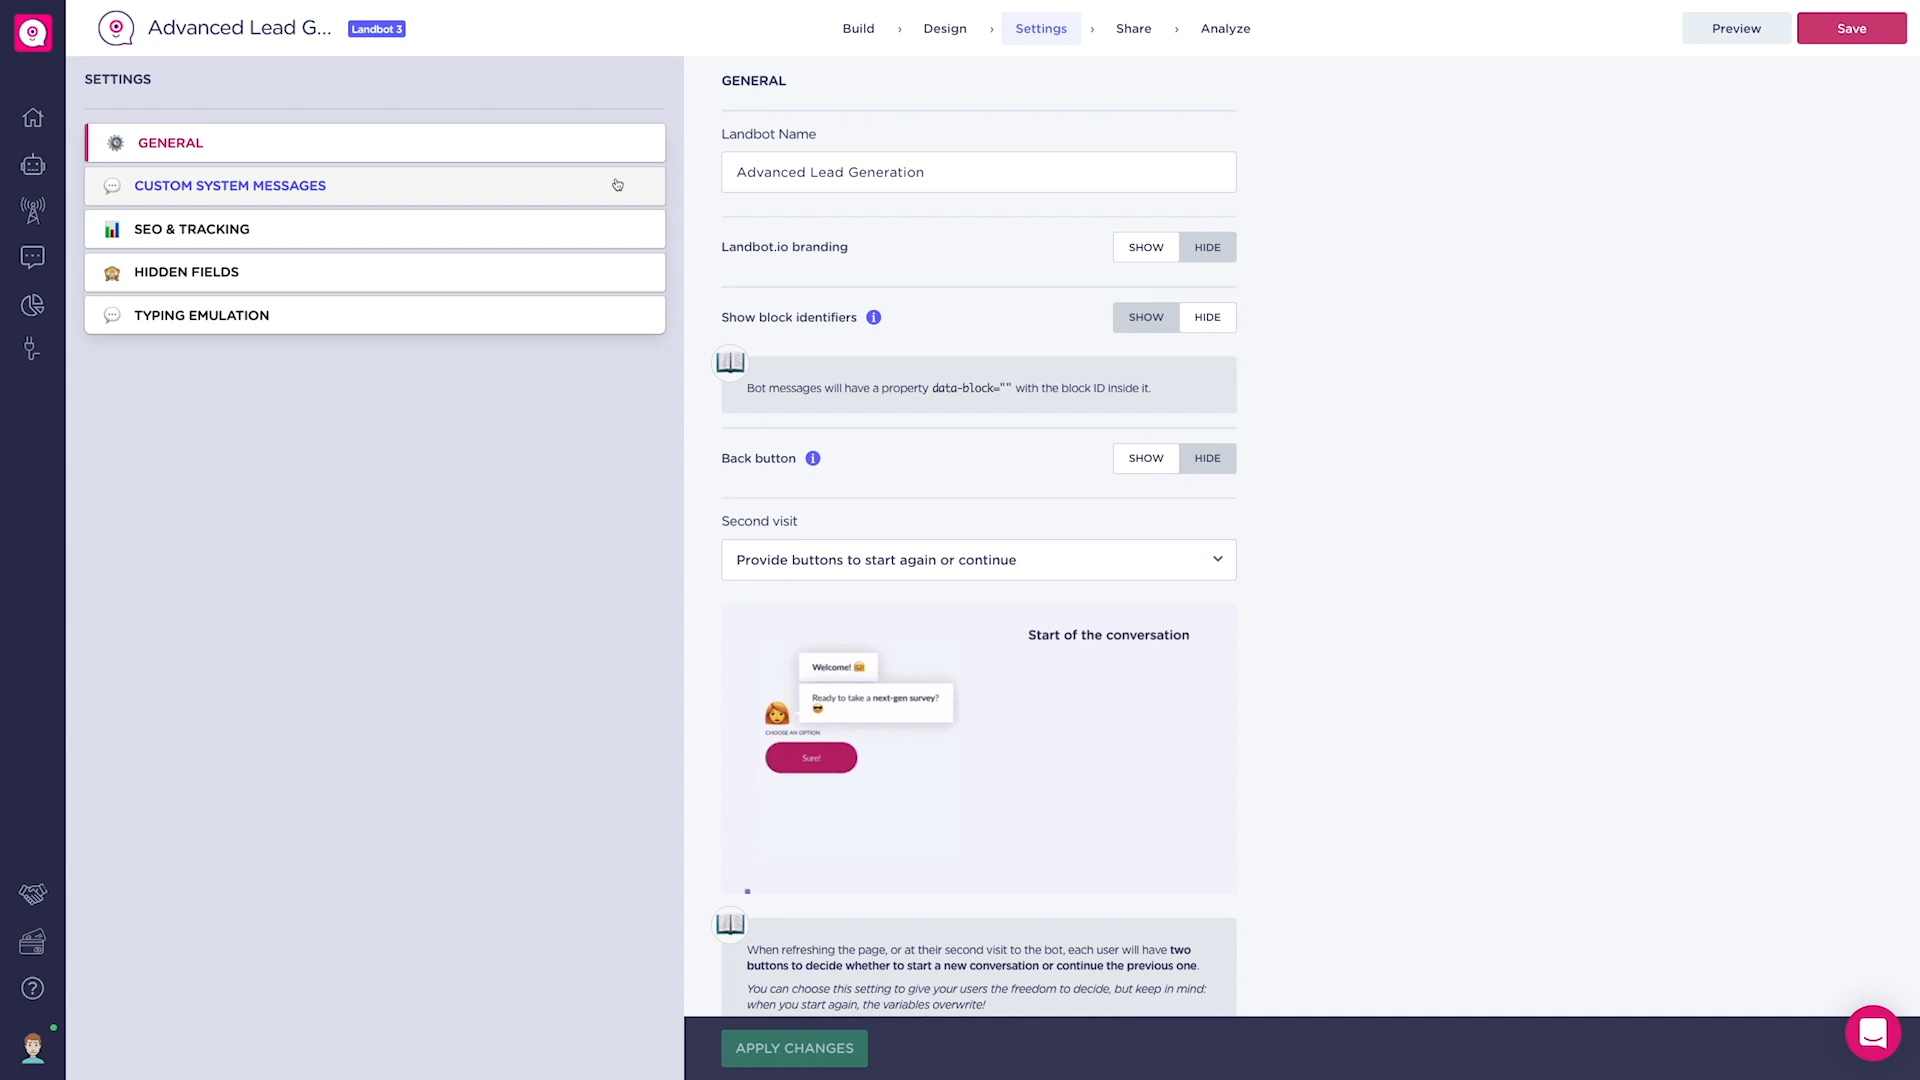 Advanced Lead G...
Landbot 3
Build
Design
Settings
Share
Analyze
Preview
Save
SETTINGS
GENERAL
CUSTOM SYSTEM MESSAGES
SEO & TRACKING
HIDDEN FIELDS
TYPING EMULATION
GENERAL
Landbot Name
Advanced Lead Generation
Landbot.io branding
SHOW HIDE
Show block identifiers
SHOW HIDE
Bot messages will have a property data-block="" with the block ID inside it.
Back button
SHOW HIDE
Second visit
Provide buttons to start again or continue
Start of the conversation
Welcome!
Ready to take a next-gen survey?
CHOOSE AN OPTION
Sure!
When refreshing the page, or at their second visit to the bot, each user will have two
buttons to decide whether to start a new conversation or continue the previous one.
You can choose this setting to give your users the freedom to decide, but keep in mind:
when you start again, the variables overwrite!
APPLY CHANGES